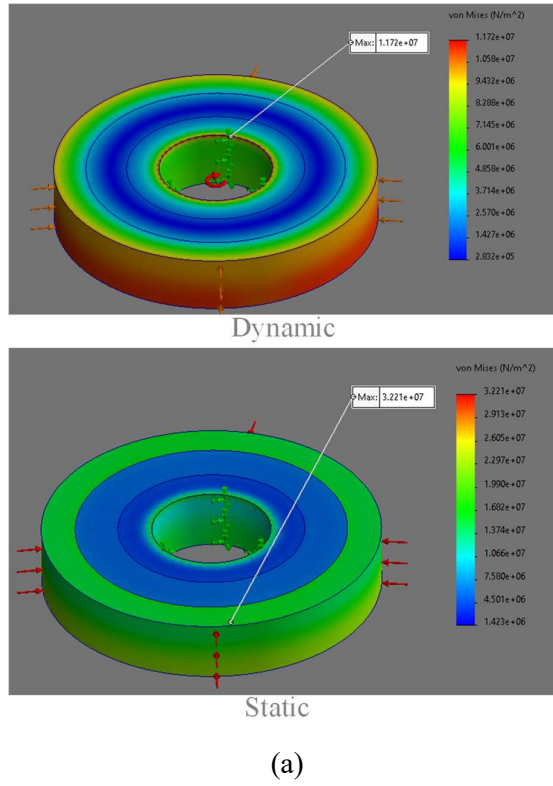 von Mises (N/m^2)
Max: 1.172e+07
1.172e+07
1.058e+07
9.432e+06
8.288e+06
7.145e+06
6.001e+06
4.858e+06
3.714e+06
2.570e+06
1.427e+06
2.832e+05
Dynamic
von Mises (N/m^2)
Max: 3.221e+07
3.221e+07
2.913e+07
2.605e+07
2.297e+07
1.990e+07
1.682e+07
1.374e+07
1.066e+07
7.580e+06
4.501e+06
1.423e+06
Static
(a)